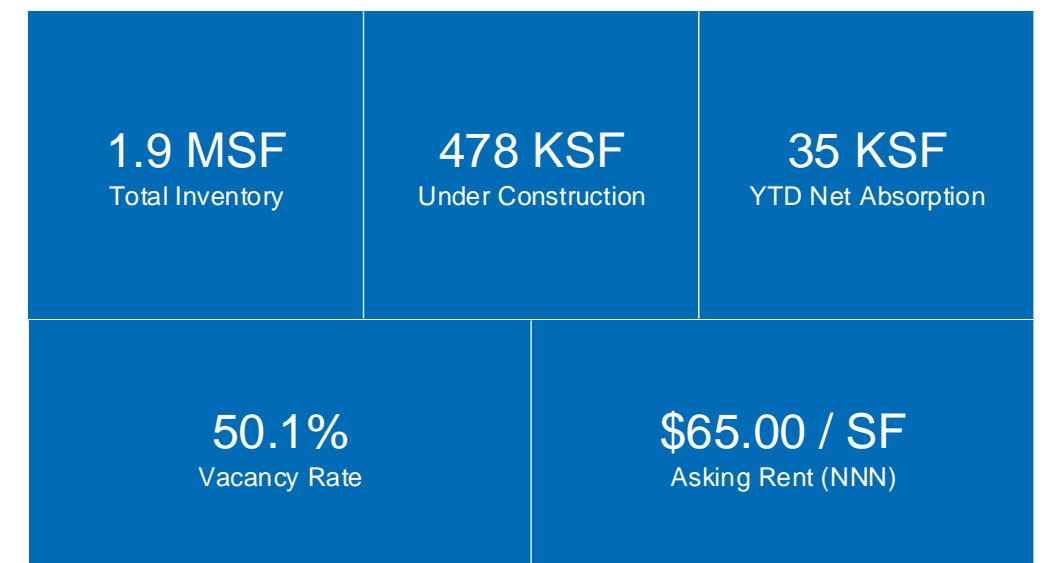 1.9 MSF
Total Inventory
478 KSF
Under Construction
35 KSF
YTD Net Absorption
50.1%
Vacancy Rate
$65.00 / SF
Asking Rent (NNN)